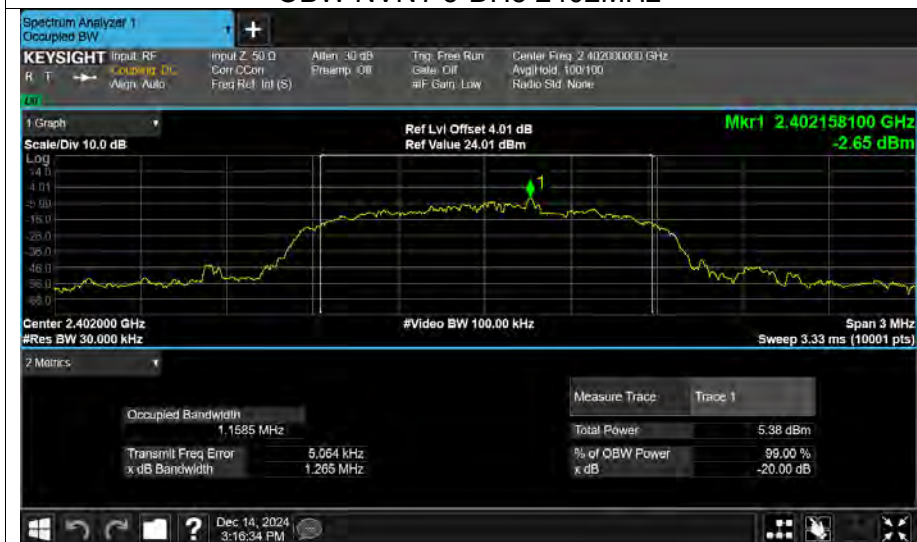 OBW NVNT 3-DH5 2402MHz
Spectrum Analyzer 1
Occupied BW
1
+
KEYSIGHT Input: RF Input Z: 50 Ω Atten: 30 dB Trig: Free Run Center Freq: 2.402000000 GHz
R T Coupling: DC Corr CCorr Preamp: Off Gate: Off Avg|Hold: 100/100
Align: Auto Freq Ref: Int (S) #IF Gain: Low Radio Std: None
1 Graph
Ref Lvl Offset 4.01 dB Mkr1 2.402158100 GHz
Scale/Div 10.0 dB Ref Value 24.01 dBm -2.65 dBm
Log
14.0
4.01
-5.99
-16.0
-26.0
-36.0
-46.0
-56.0
-66.0
1
Center 2.402000 GHz #Video BW 100.00 kHz Span 3 MHz
#Res BW 30.000 kHz Sweep 3.33 ms (10001 pts)
2 Metrics
Measure Trace Trace 1
Occupied Bandwidth
1.1585 MHz Total Power 5.38 dBm
Transmit Freq Error 5.064 kHz % of OBW Power 99.00 %
x dB Bandwidth 1.265 MHz x dB -20.00 dB
?
Dec 14, 2024
3:16:34 PM